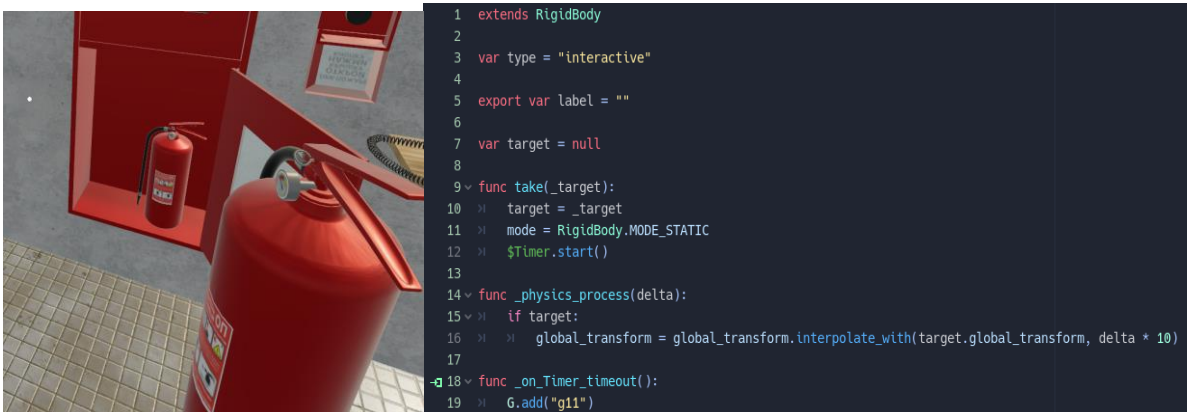 1 extends RigidBody
2
3 var type = "interactive"
4
5 export var label = ""
6
7 var target = null
8
9 func take(_target):
10 target = _target
11 mode = RigidBody.MODE_STATIC
12 $Timer.start()
13
14 func _physics_process(delta):
15 if target:
16 global_transform = global_transform.interpolate_with(target.global_transform, delta * 10)
17
18 func _on_Timer_timeout():
19 G.add("g11")